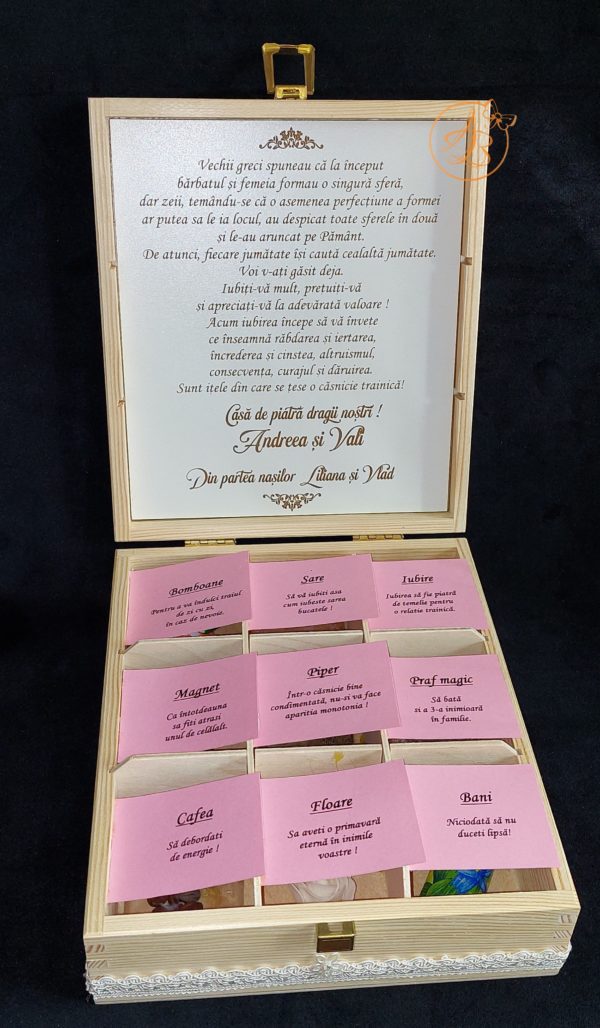 Vechii greci spuneau că la început
bărbatul și femeia formau o singură sferă,
dar zeii, temându-se că o asemenea perfecțiune a formei
ar putea sa le ia locul, au despicat toate sferele în două
și le-au aruncat pe Pământ.
De atunci, fiecare jumătate își caută cealaltă jumătate.
Voi v-ați găsit deja.
Iubiți-vă mult, prețuiți-vă
și apreciați-vă la adevărată valoare !
Acum iubirea începe să vă învețe
ce înseamnă răbdarea și iertarea,
încrederea și cinstea, altruismul,
consecvența, curajul și dăruirea.
Sunt ițele din care se țese o căsnicie trainică!
Casă de piatră dragii noștri !
Andreea și Vali
Din partea nașilor Liliana și Vlad
Bomboane
Pentru a va îndulci traiul
de zi cu zi,
în caz de nevoie.
Sare
Să vă iubiti asa
cum iubeste sarea
bucatele !
Iubire
Iubirea să fie piatră
de temelie pentru
o relatie trainică.
Magnet
Ca întotdeauna
sa fiti atrasi
unul de celălalt.
Piper
Într-o căsnicie bine
condimentată, nu-si va face
aparitia monotonia !
Praf magic
Să bată
si a 3-a inimioară
în familie.
Cafea
Să debordati
de energie !
Floare
Sa aveti o primavară
eternă în inimile
voastre !
Bani
Niciodată să nu
duceti lipsă!